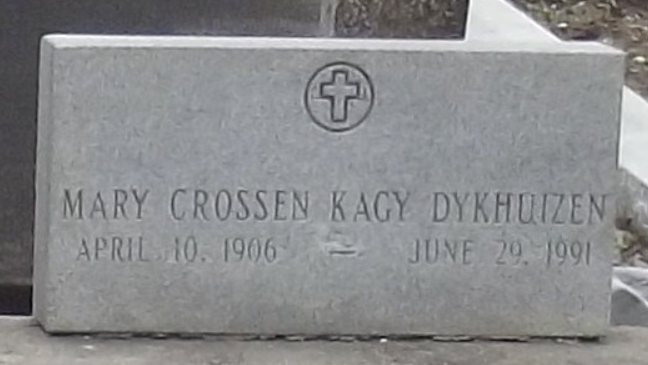 MARY CROSSEN KAGY DYKHUIZEN
APRIL 10, 1906 — JUNE 29, 1991